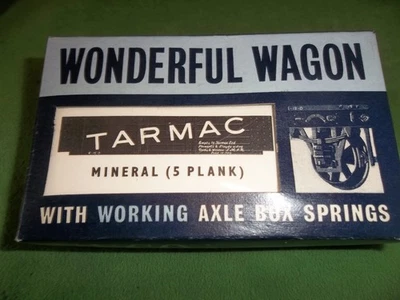 WONDERFUL WAGON
TARMAC
MINERAL (5 PLANK)
WITH WORKING AXLE BOX SPRINGS